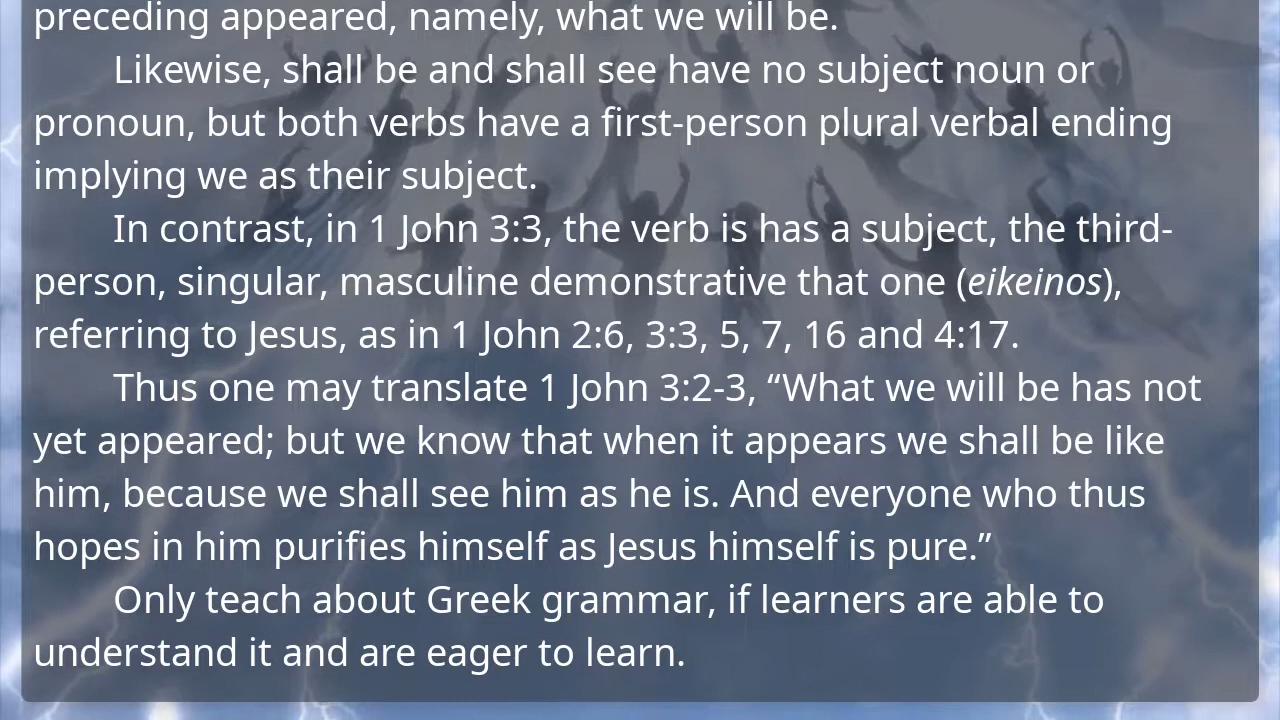 preceding appeared, namely, what we will be.
Likewise, shall be and shall see have no subject noun or
pronoun, but both verbs have a first-person plural verbal ending
implying we as their subject.
In contrast, in 1 John 3:3, the verb is has a subject, the third-
person, singular, masculine demonstrative that one (eikeinos),
referring to Jesus, as in 1 John 2:6, 3:3, 5, 7, 16 and 4:17.
Thus one may translate 1 John 3:2-3, “What we will be has not
yet appeared; but we know that when it appears we shall be like
him, because we shall see him as he is. And everyone who thus
hopes in him purifies himself as Jesus himself is pure.”
Only teach about Greek grammar, if learners are able to
understand it and are eager to learn.